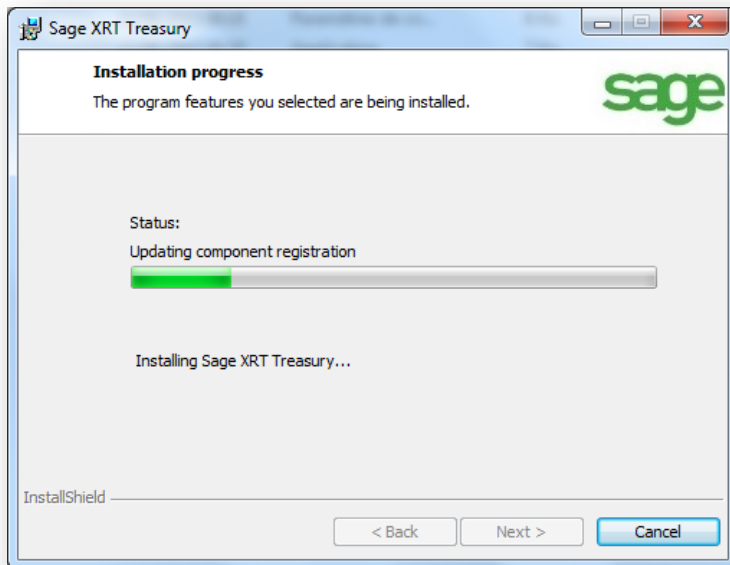 Sage XRT Treasury
Installation progress
The program features you selected are being installed.
sage
Status:
Updating component registration
Installing Sage XRT Treasury...
InstallShield
< Back
Next >
Cancel